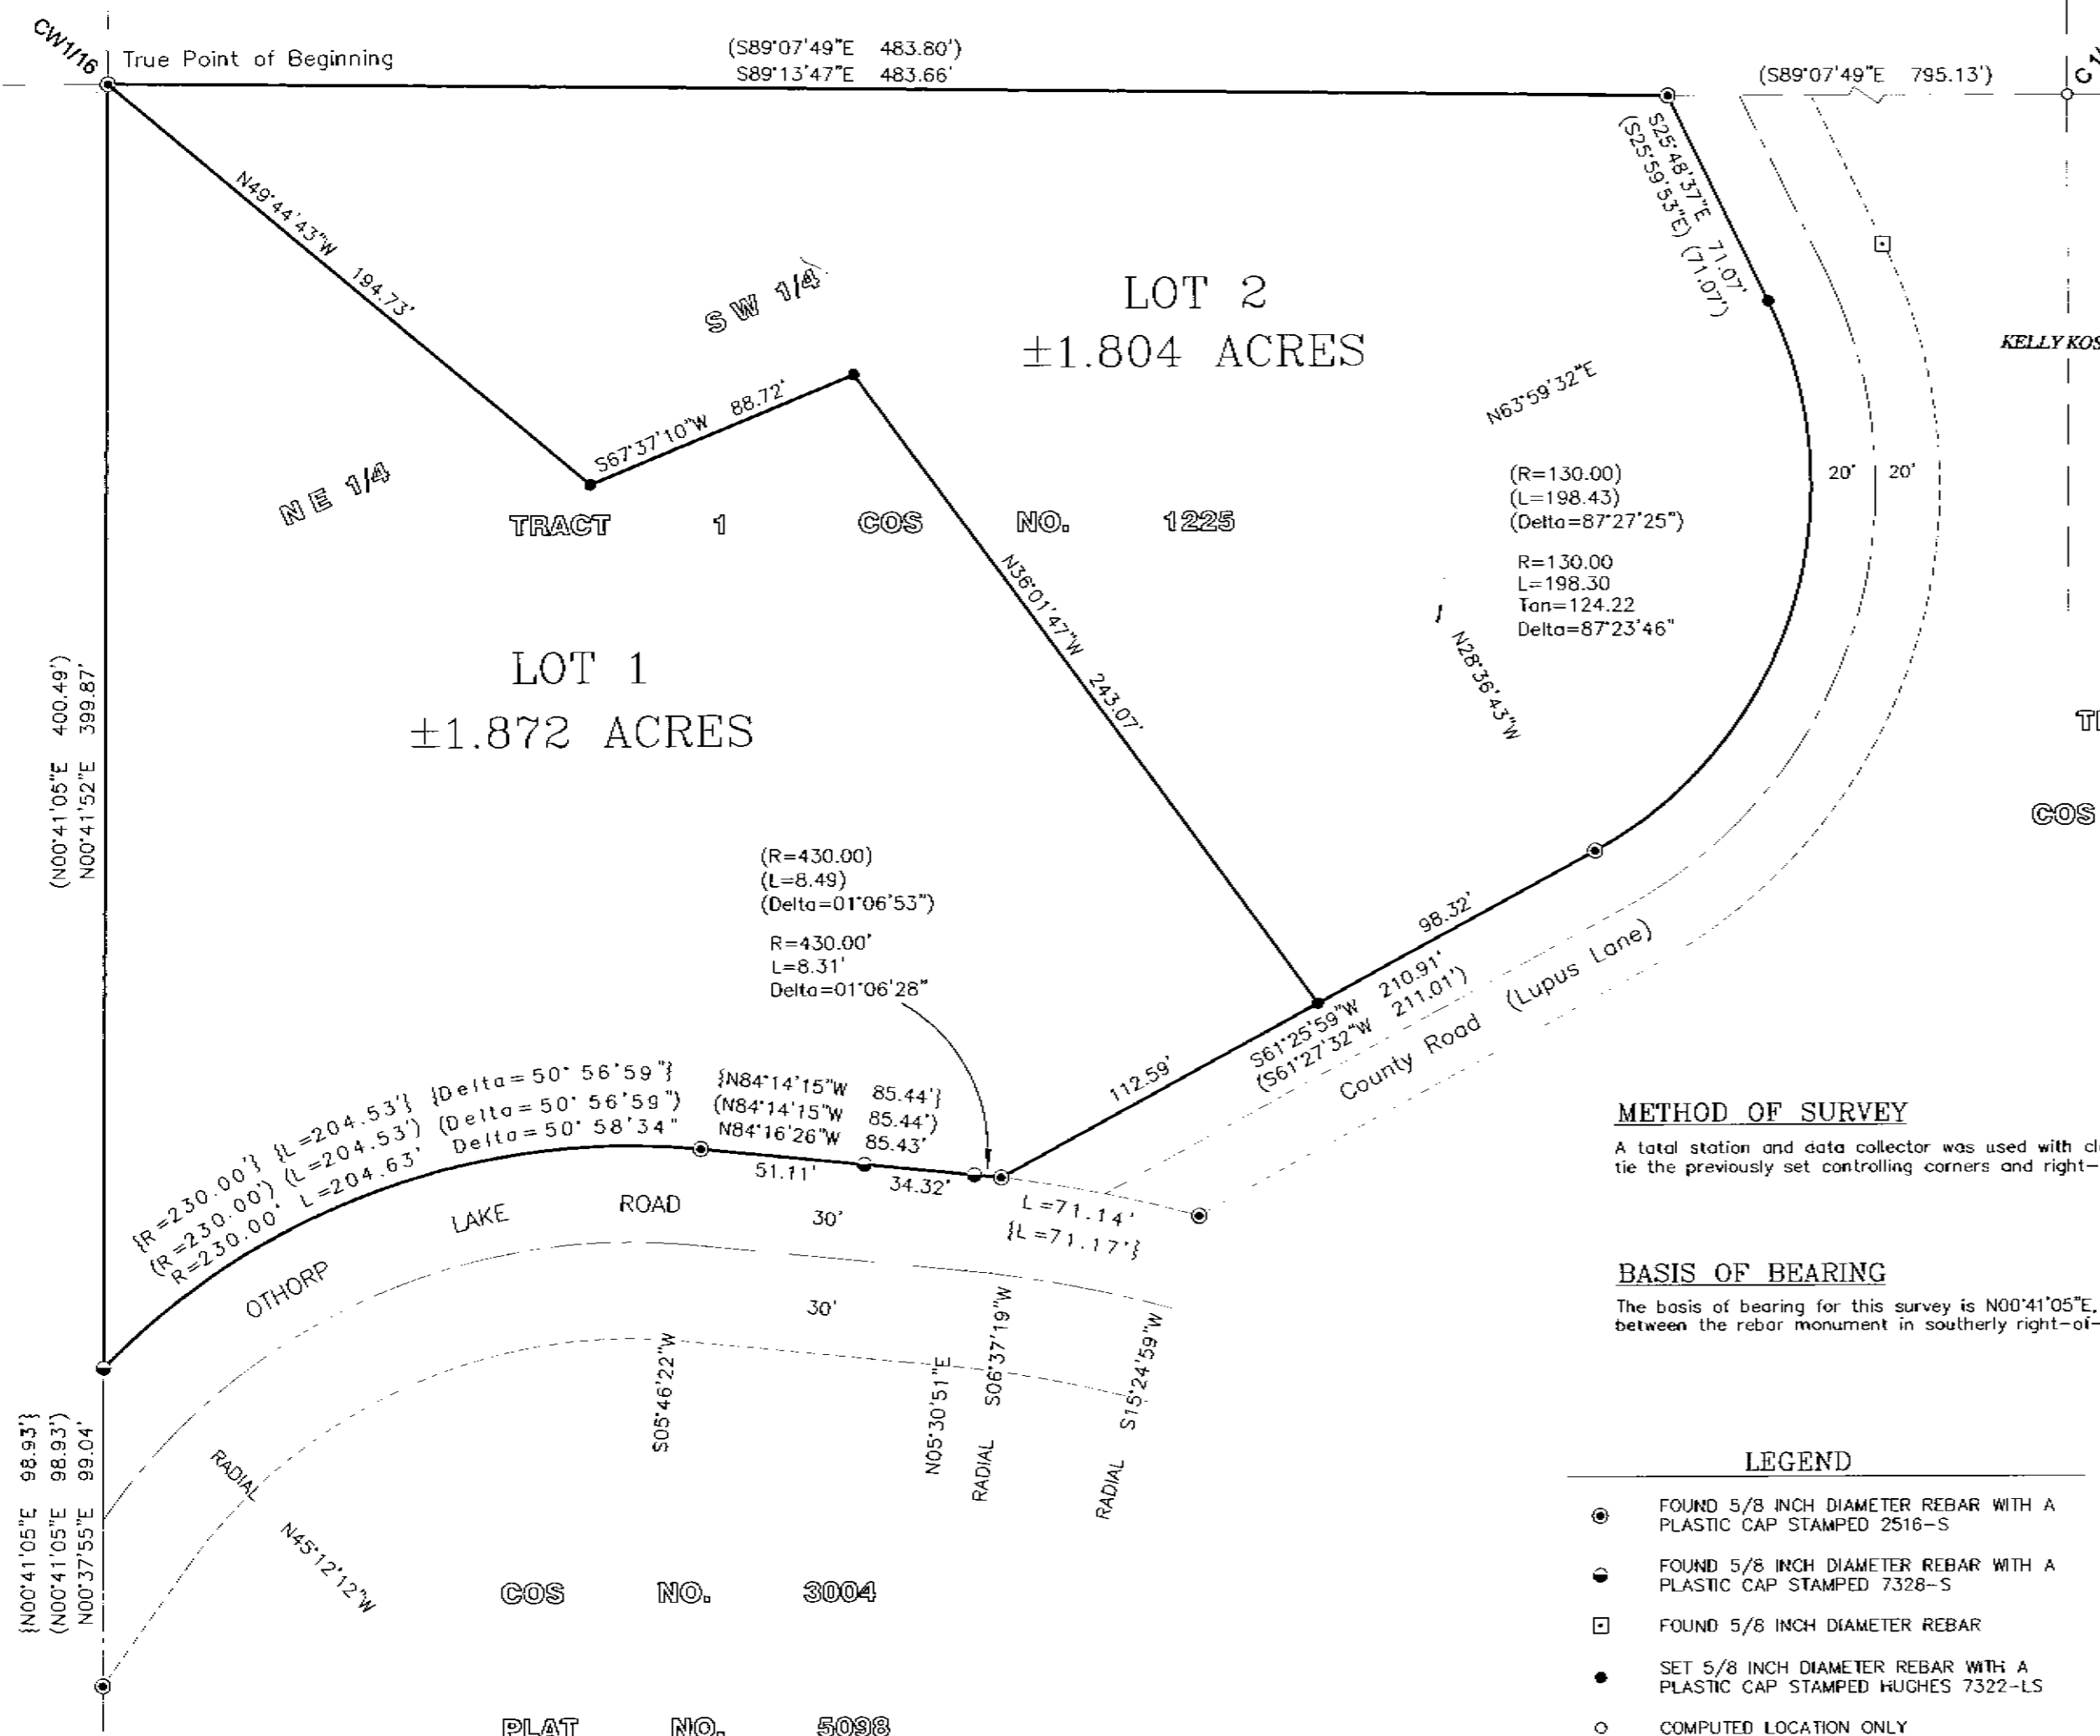 CW1/16
True Point of Beginning
(S89°07'49"E 483.80')
S89°13'47"E 483.66'
(S89°07'49"E 795.13')
S25°48'37"E 71.07'
(S25°59'53"E) (71.07')
N49°44'43"W 194.73'
SW 1/4
LOT 2
±1.804 ACRES
KELLY KOS
N63°59'32"E
S67°37'10"W 88.72'
NE 1/4
TRACT 1 COS NO. 1225
(R=130.00)
(L=198.43)
(Delta=87°27'25")
R=130.00
L=198.30
Tan=124.22
Delta=87°23'46"
20' 20'
N36°01'47"W 243.07'
N28°36'43"W
LOT 1
±1.872 ACRES
(N00°41'05"E 400.49')
N00°41'52"E 399.87'
COS
(R=430.00)
(L=8.49)
(Delta=01°06'53")
R=430.00'
L=8.31'
Delta=01°06'28"
98.32'
S61°25'59"W 210.91'
(S61°27'32"W 211.01')
County Road (Lupus Lane)
112.59'
{R=230.00'} {L=204.53'} {Delta=50° 56'59"}
(R=230.00') (L=204.53') (Delta=50° 56'59")
R=230.00' L=204.63' Delta=50° 58'34"
{N84°14'15"W 85.44'}
(N84°14'15"W 85.44')
N84°16'26"W 85.43'
51.11'
34.32'
L=71.14'
{L=71.17'}
OTHORP LAKE ROAD
30'
30'
S05°46'22"W
N05°30'51"E
RADIAL S06°37'19"W
RADIAL S15°24'59"W
RADIAL
N45°12'12"W
{N00°41'05"E 98.93'}
(N00°41'05"E 98.93')
N00°37'55"E 99.04'
COS NO. 3004
PLAT NO. 5098
METHOD OF SURVEY
A total station and data collector was used with
tie the previously set controlling corners and right-
BASIS OF BEARING
The basis of bearing for this survey is N00°41'05"E,
between the rebar monument in southerly right-of-
LEGEND
FOUND 5/8 INCH DIAMETER REBAR WITH A
PLASTIC CAP STAMPED 2516-S
FOUND 5/8 INCH DIAMETER REBAR WITH A
PLASTIC CAP STAMPED 7328-S
FOUND 5/8 INCH DIAMETER REBAR
SET 5/8 INCH DIAMETER REBAR WITH A
PLASTIC CAP STAMPED HUGHES 7322-LS
COMPUTED LOCATION ONLY